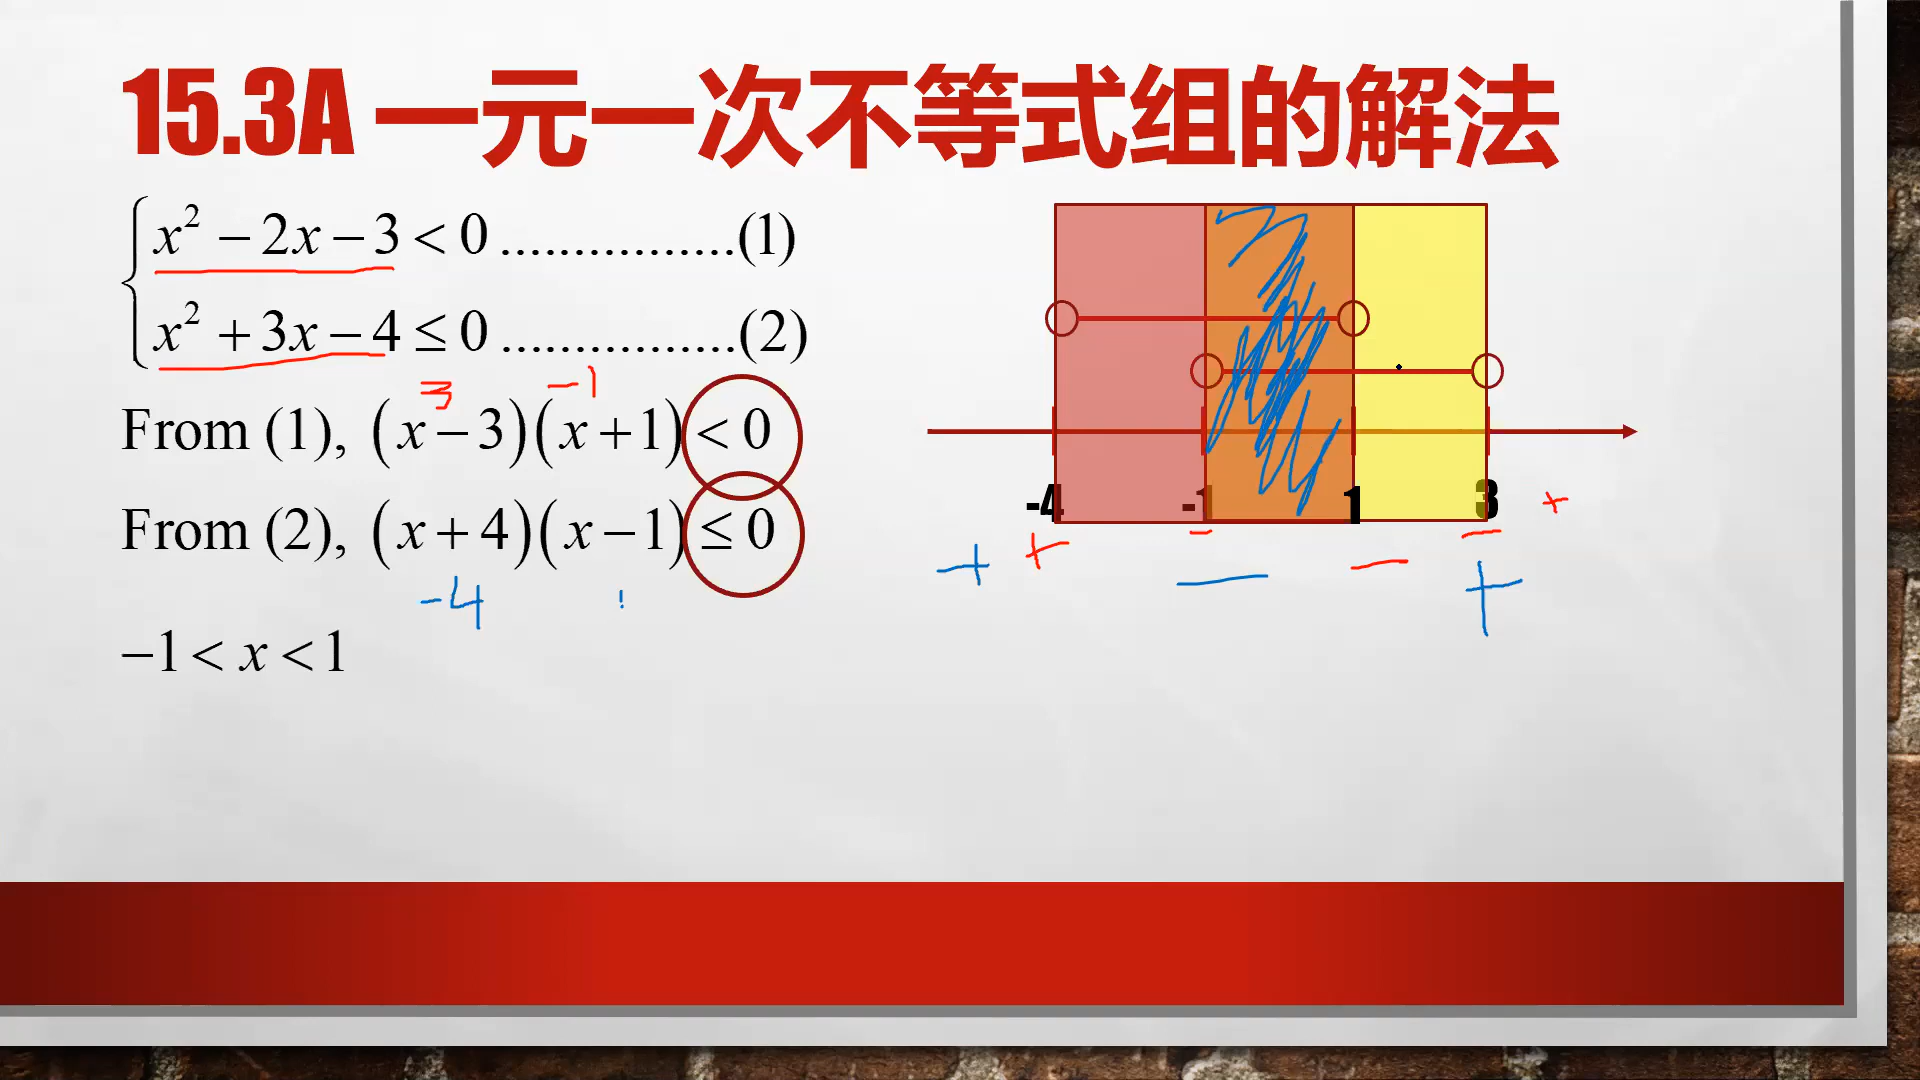 15.3A 一元一次不等式组的解法
x² − 2x − 3 < 0 ................(1)
x² + 3x − 4 ≤ 0 ................(2)
3 −1
From (1), (x − 3)(x + 1) < 0
From (2), (x + 4)(x − 1) ≤ 0
-4
−1 < x < 1
-4 -1 1 3
+ + − − − +
− +